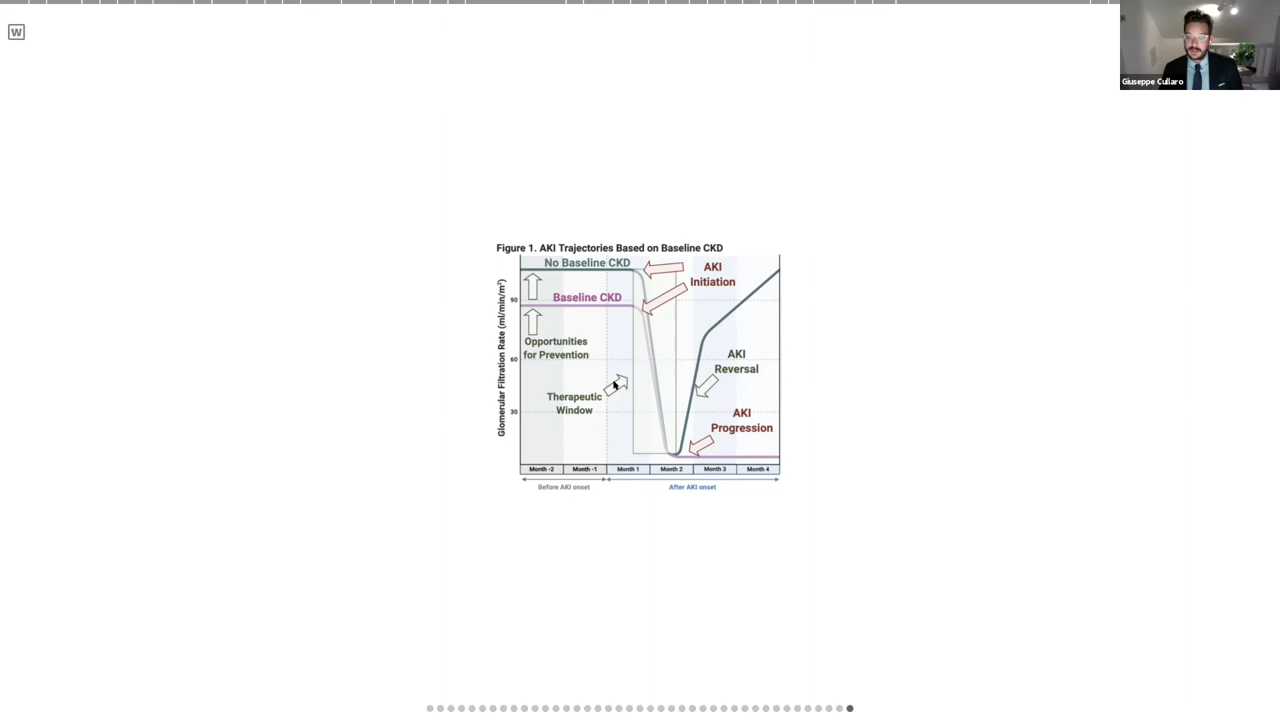 W
Giuseppe Cullaro
Figure 1. AKI Trajectories Based on Baseline CKD
No Baseline CKD
AKI
Initiation
Baseline CKD
Opportunities
for Prevention
AKI
Reversal
Therapeutic
Window
AKI
Progression
Glomerular Filtration Rate (ml/min/m²)
90
60
30
Month -2 Month -1 Month 1 Month 2 Month 3 Month 4
Before AKI onset After AKI onset